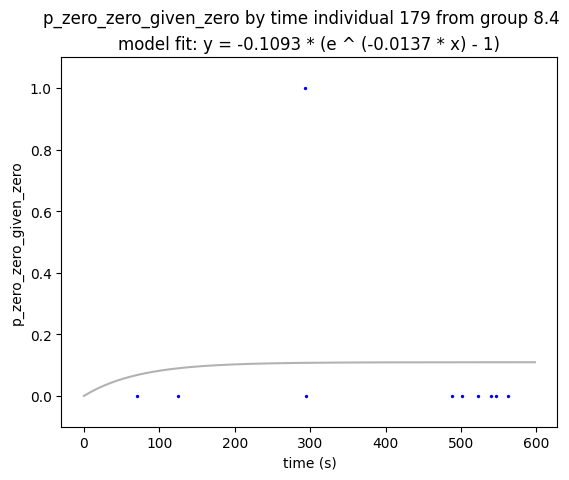 p_zero_zero_given_zero by time individual 179 from group 8.4
model fit: y = -0.1093 * (e ^ (-0.0137 * x) - 1)
1.0
0.8
0.6
0.4
0.2
0.0
p_zero_zero_given_zero
0 100 200 300 400 500 600
time (s)